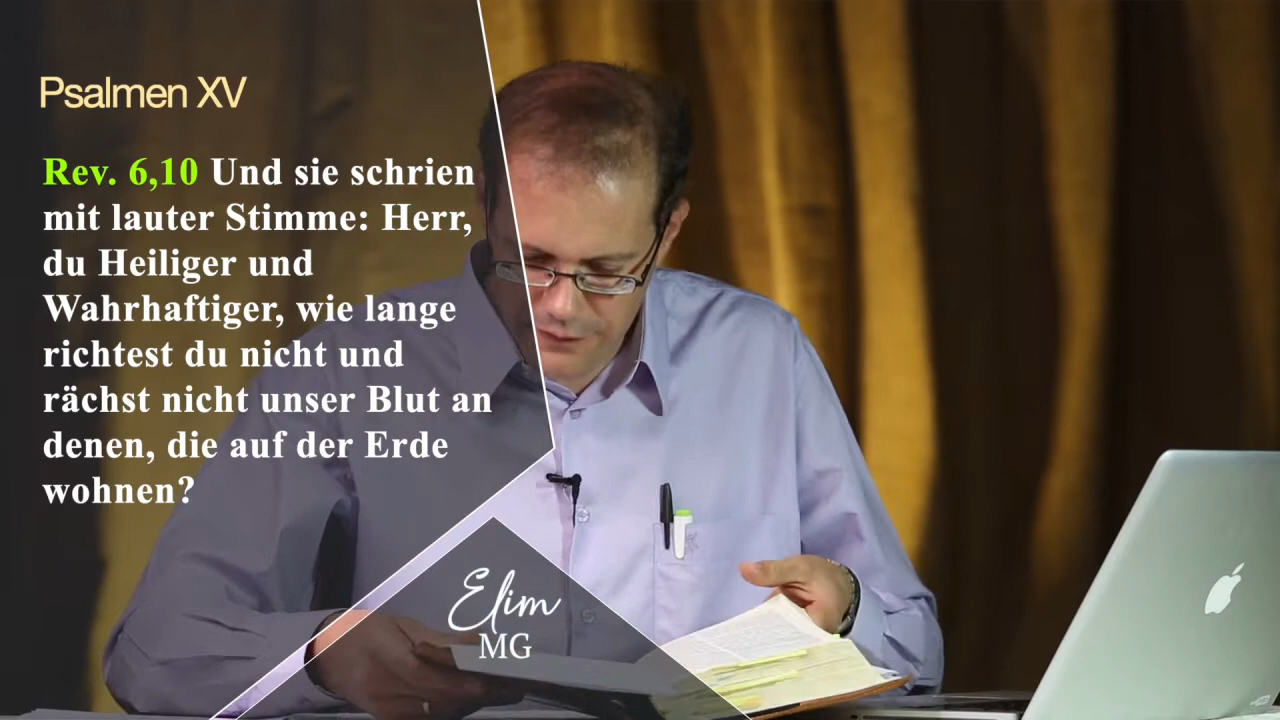 Psalmen XV
Rev. 6,10 Und sie schrien
mit lauter Stimme: Herr,
du Heiliger und
Wahrhaftiger, wie lange
richtest du nicht und
rächst nicht unser Blut an
denen, die auf der Erde
wohnen?
Elim
MG